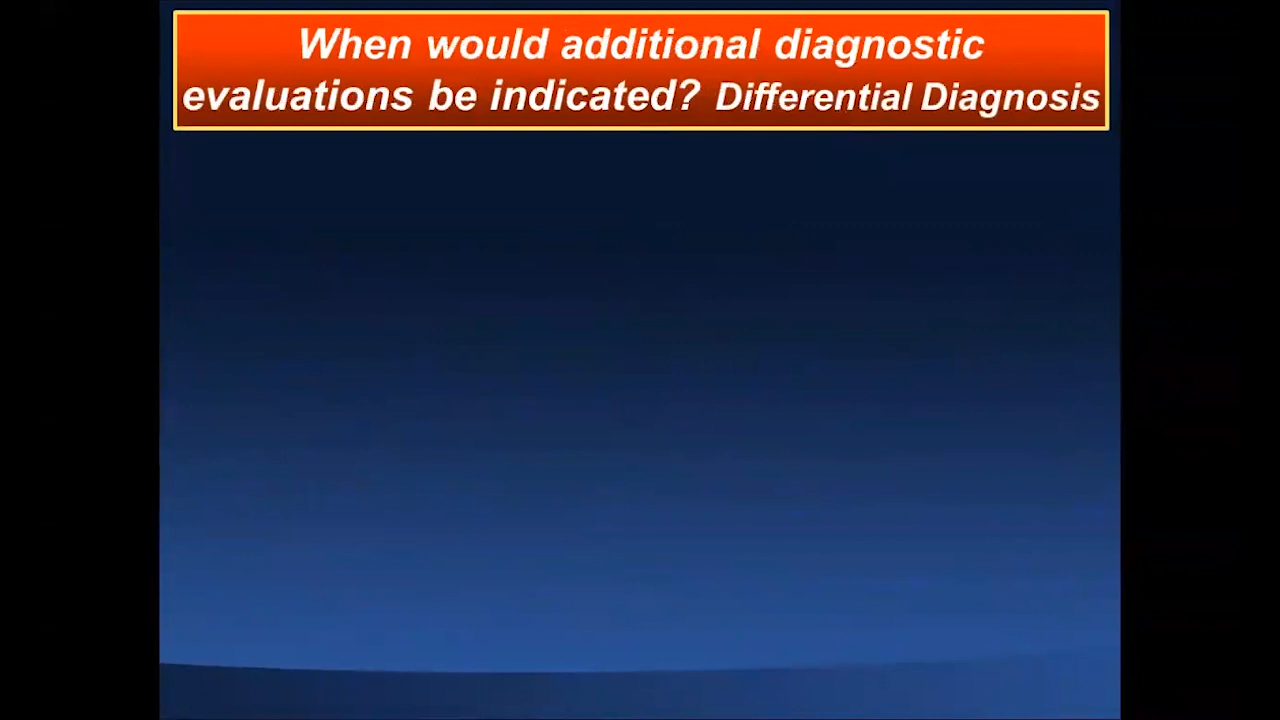 When would additional diagnostic
evaluations be indicated? Differential Diagnosis